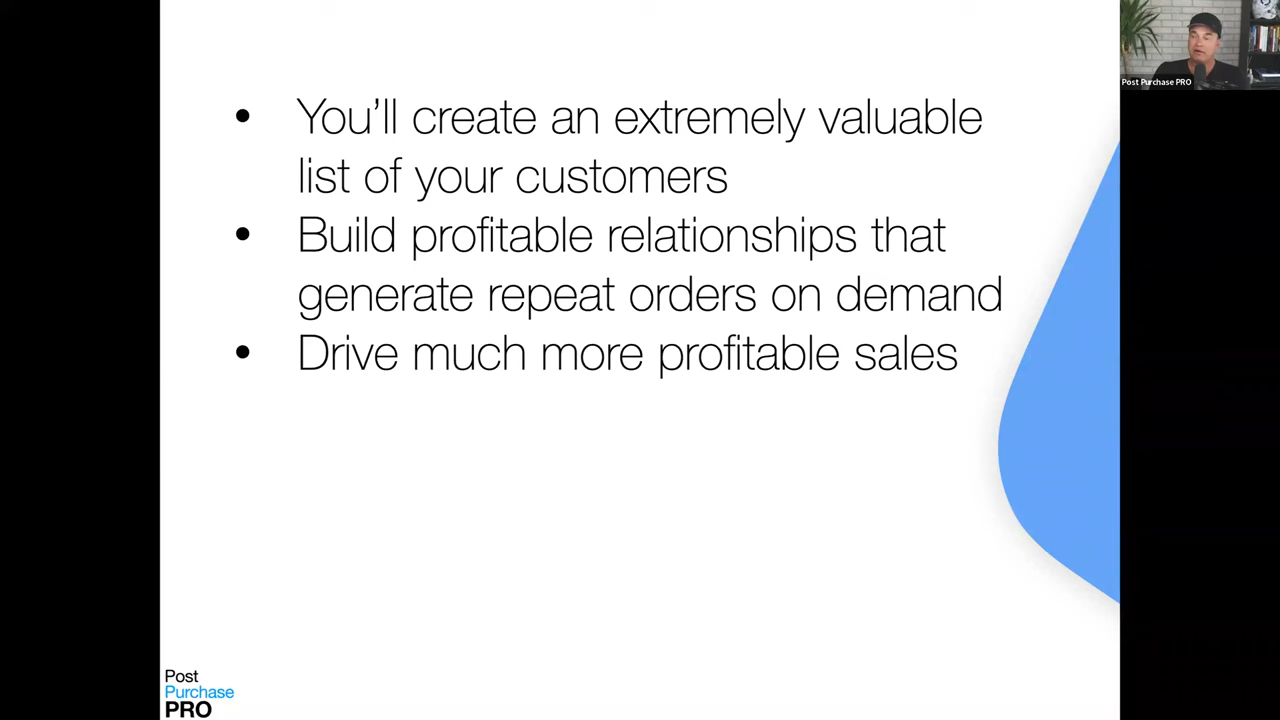 • You'll create an extremely valuable
list of your customers
• Build profitable relationships that
generate repeat orders on demand
• Drive much more profitable sales
Post Purchase PRO
Post
Purchase
PRO